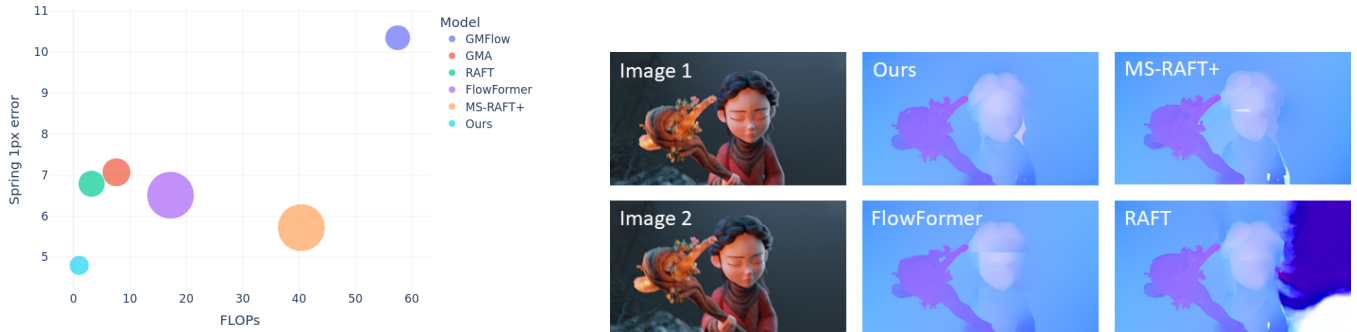 11
10
9
8
7
6
5
Spring 1px error
0
10
20
30
40
50
60
FLOPs
Model
GMFlow
GMA
RAFT
FlowFormer
MS-RAFT+
Ours
Image 1
Ours
MS-RAFT+
Image 2
FlowFormer
RAFT